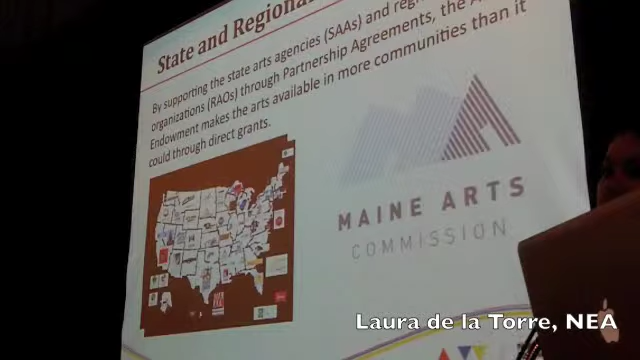 State and Regional
By supporting the state arts agencies (SAAs) and
organizations (RAOs) through Partnership Agreements, the
Endowment makes the arts available in more communities than it
could through direct grants.
MAINE ARTS
COMMISSION
Laura de la Torre, NEA